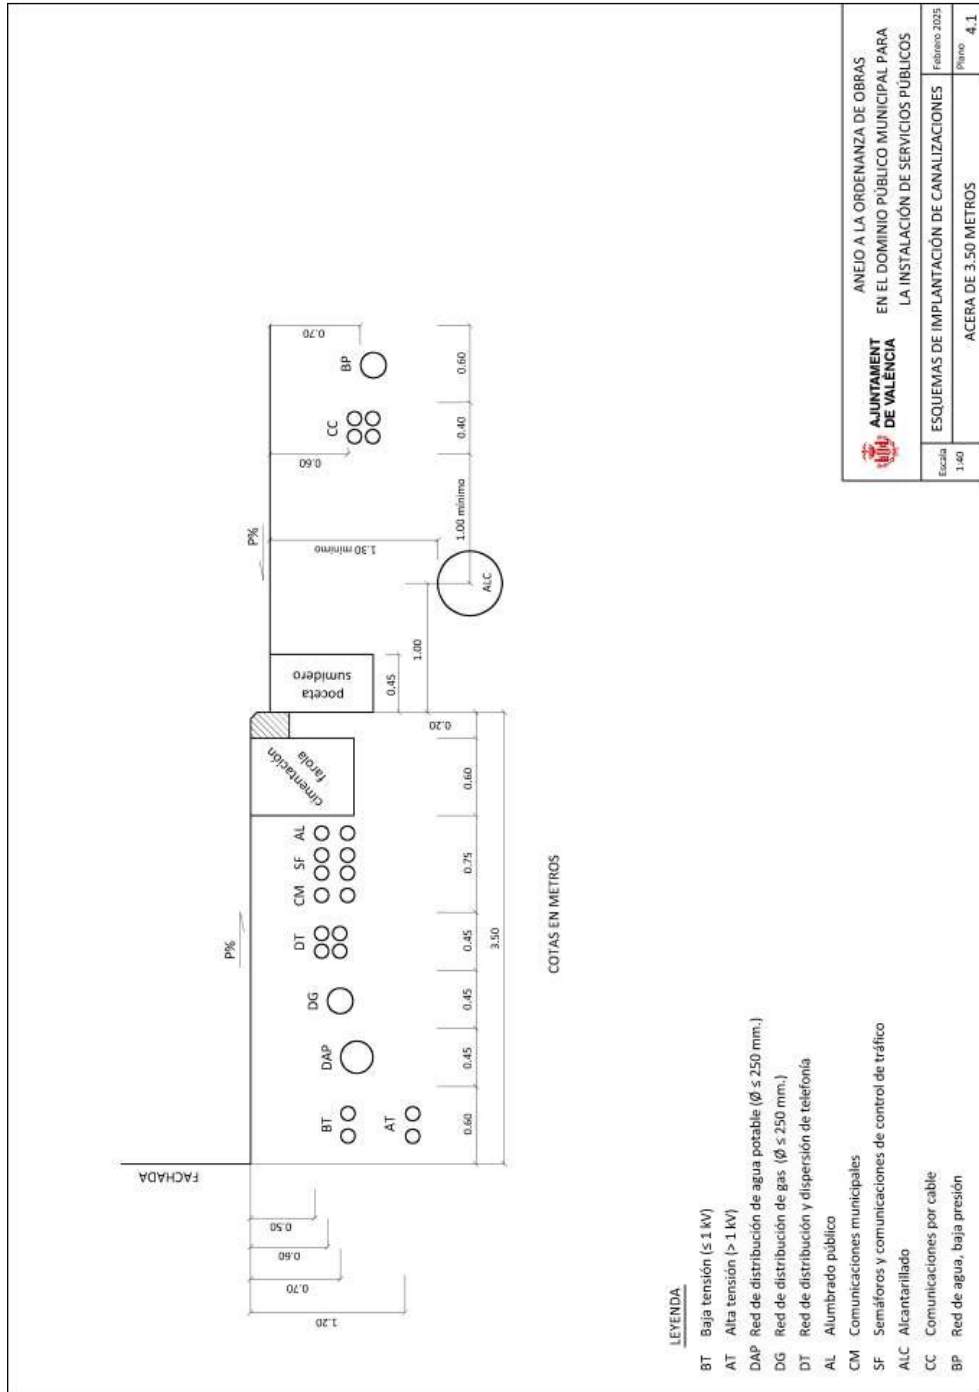 FACHADA
P%
P%
0.50
0.60
0.70
1.20
BT
AT
DAP
DG
DT
CM
SF
AL
cimentación
farola
poceta
sumidero
ALC
CC
BP
0.60
0.70
1.30 mínimo
0.20
0.45
1.00
1.00 mínimo
0.40
0.60
0.60
0.45
0.45
0.45
0.75
0.60
3.50
COTAS EN METROS
LEYENDA
BT Baja tensión (≤ 1 kV)
AT Alta tensión (> 1 kV)
DAP Red de distribución de agua potable (Ø ≤ 250 mm.)
DG Red de distribución de gas (Ø ≤ 250 mm.)
DT Red de distribución y dispersión de telefonía
AL Alumbrado público
CM Comunicaciones municipales
SF Semáforos y comunicaciones de control de tráfico
ALC Alcantarillado
CC Comunicaciones por cable
BP Red de agua, baja presión
AJUNTAMENT
DE VALÈNCIA
ANEJO A LA ORDENANZA DE OBRAS
EN EL DOMINIO PÚBLICO MUNICIPAL PARA
LA INSTALACIÓN DE SERVICIOS PÚBLICOS
Escala
1:40
ESQUEMAS DE IMPLANTACIÓN DE CANALIZACIONES
Febrero 2025
ACERA DE 3.50 METROS
Plano 4.1